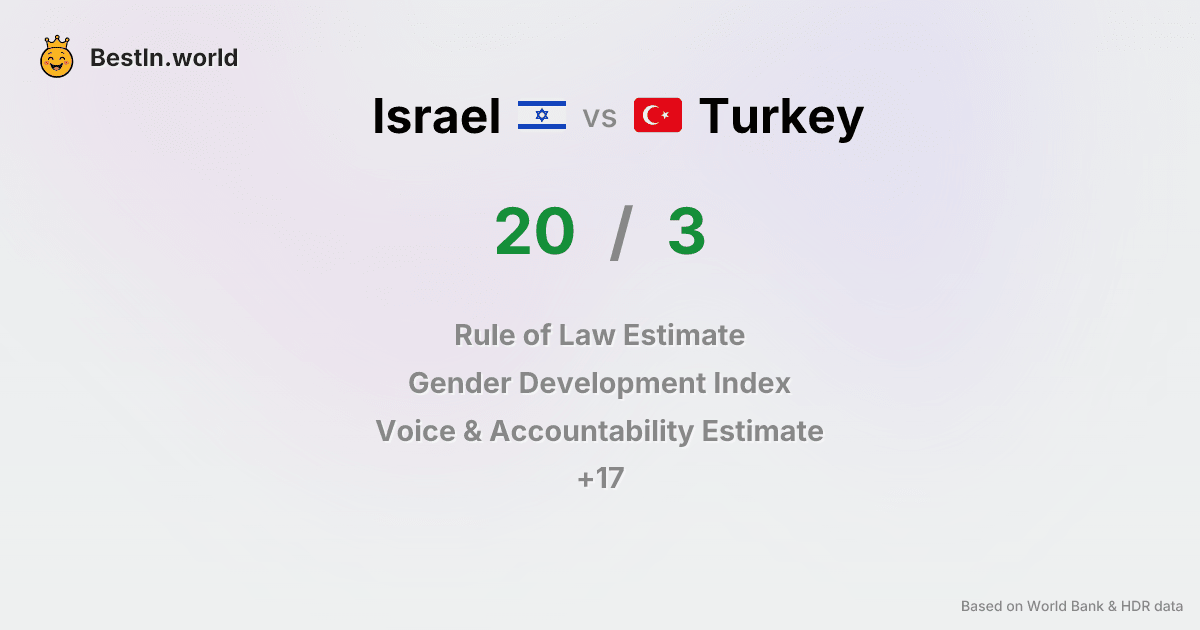 BestIn.world
Israel vs Turkey
20 / 3
Rule of Law Estimate
Gender Development Index
Voice & Accountability Estimate
+17
Based on World Bank & HDR data